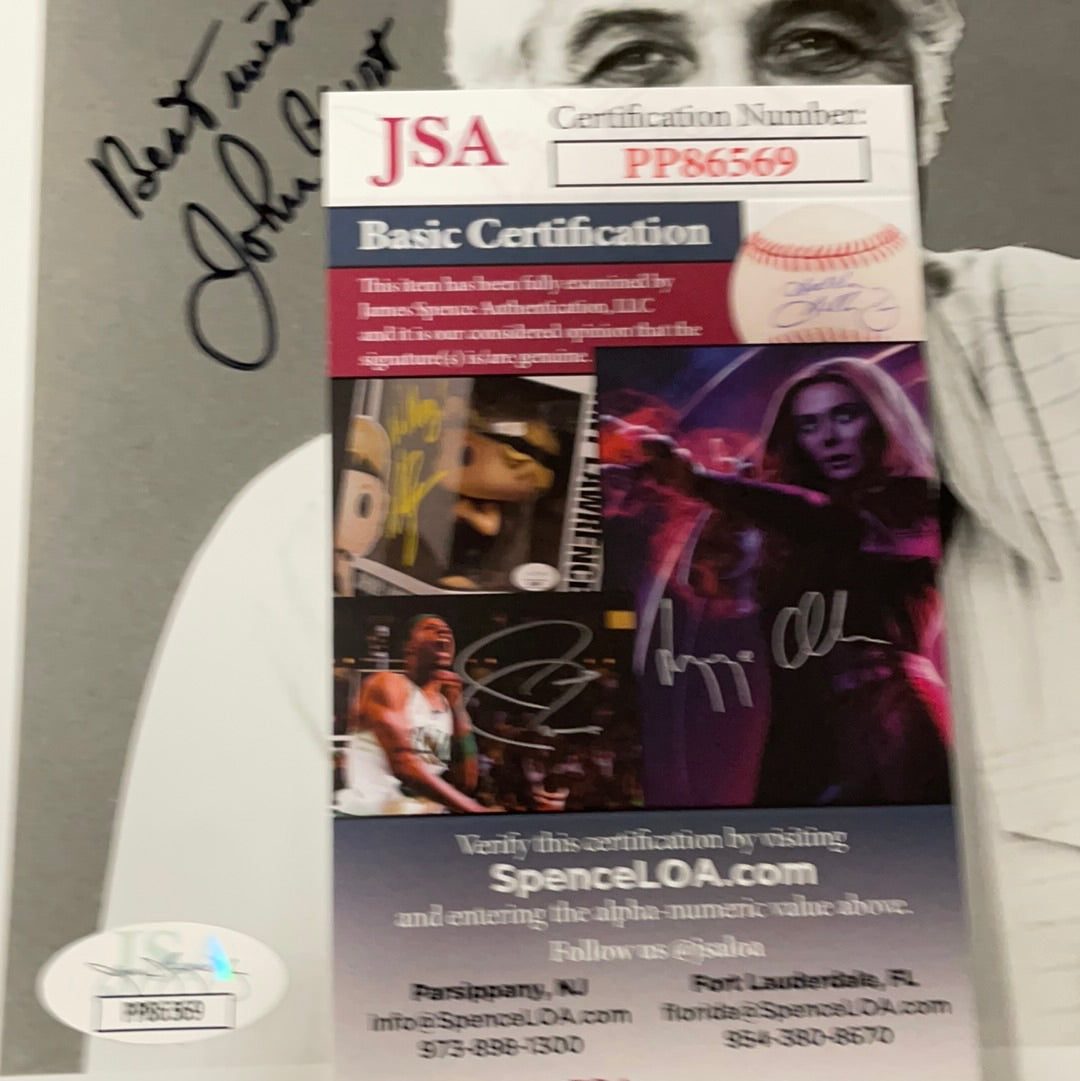 Best
John
JSA
Certification Number:
PP86569
Basic Certification
This item has been fully examined by
James Spence Authentication, LLC
and it is our considered opinion that the
signature(s) is/are genuine.
Verify this certification by visiting
SpenceLOA.com
and entering the alpha-numeric value above.
Follow us @jsaloa
Parsippany, NJ
info@SpenceLOA.com
973-898-1300
Fort Lauderdale, FL
florida@SpenceLOA.com
954-380-8670
JSA
PP86569